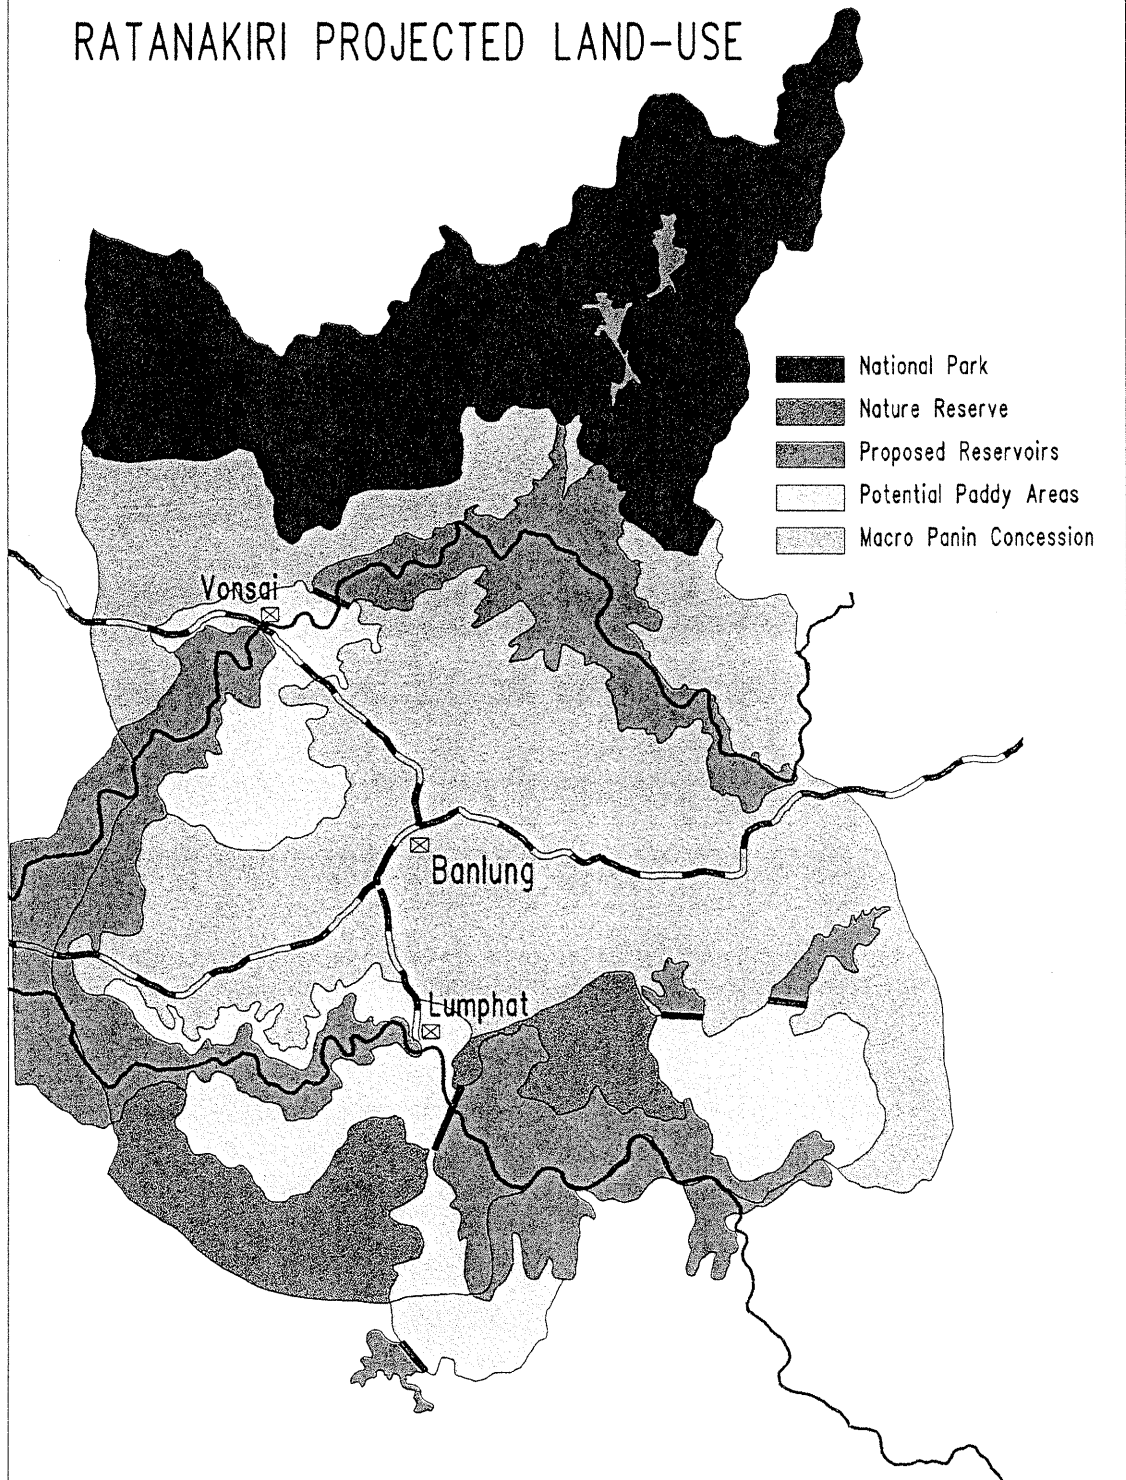 RATANAKIRI PROJECTED LAND-USE
National Park
Nature Reserve
Proposed Reservoirs
Potential Paddy Areas
Macro Panin Concession
Vonsai
Banlung
Lumphat